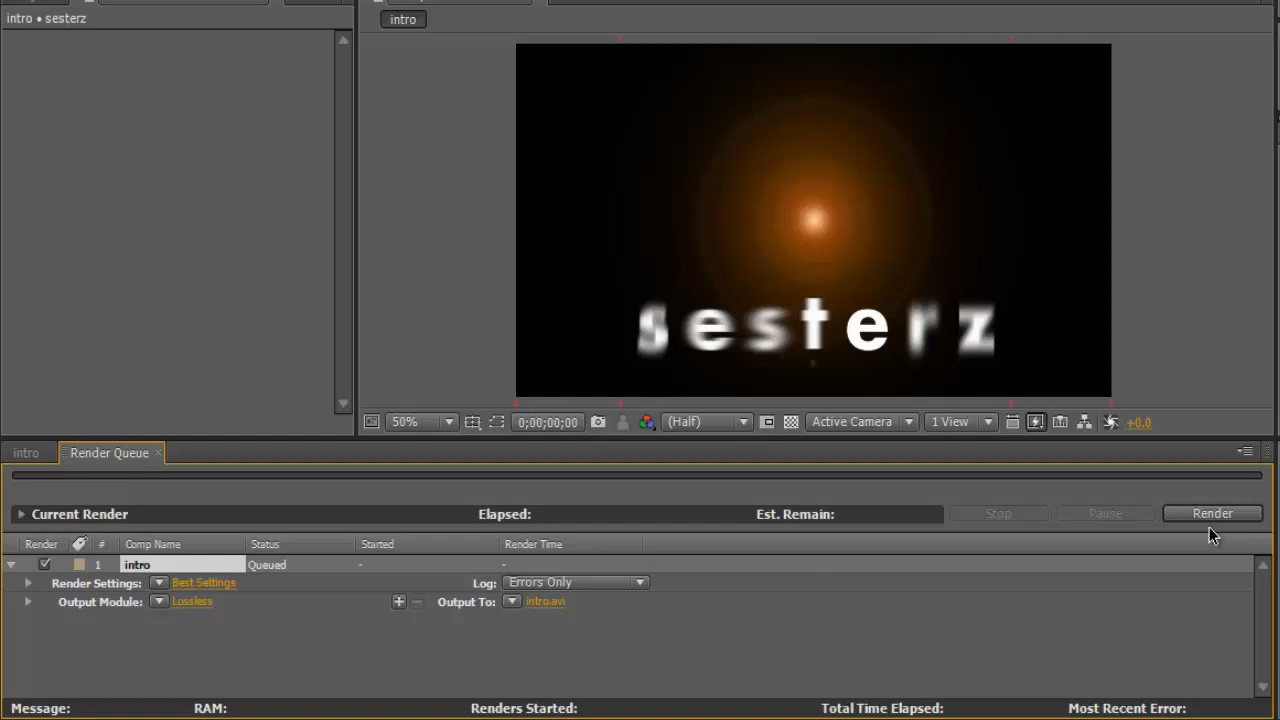 intro • sesterz
intro
sesterz
50%
0;00;00;00
(Half)
Active Camera
1 View
+0.0
intro
Render Queue ×
Current Render Elapsed: Est. Remain: Stop Pause Render
Render # Comp Name Status Started Render Time
1 intro Queued - -
Render Settings: Best Settings Log: Errors Only
Output Module: Lossless + − Output To: intro.avi
Message: RAM: Renders Started: Total Time Elapsed: Most Recent Error: